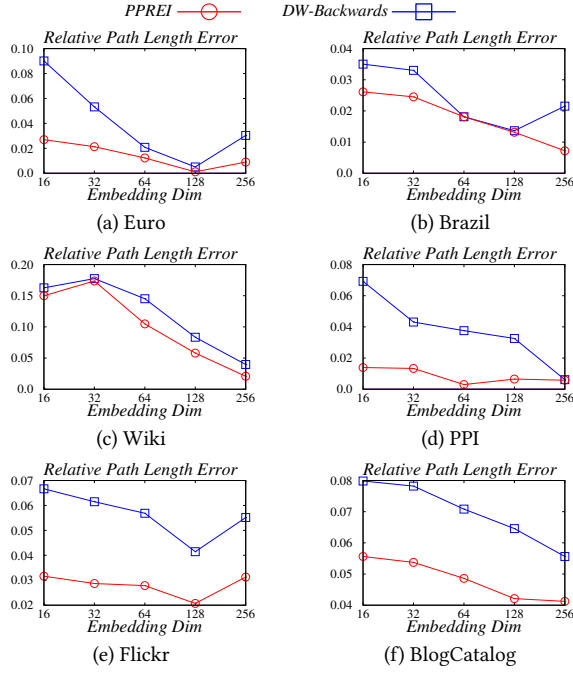 PPREI DW-Backwards
Relative Path Length Error
0.10
0.08
0.06
0.04
0.02
0.0
16 32 64 128 256
Embedding Dim
(a) Euro
Relative Path Length Error
0.04
0.03
0.02
0.01
0.0
16 32 64 128 256
Embedding Dim
(b) Brazil
Relative Path Length Error
0.20
0.15
0.10
0.05
0.0
16 32 64 128 256
Embedding Dim
(c) Wiki
Relative Path Length Error
0.08
0.06
0.04
0.02
0.0
16 32 64 128 256
Embedding Dim
(d) PPI
Relative Path Length Error
0.07
0.06
0.05
0.04
0.03
0.02
16 32 64 128 256
Embedding Dim
(e) Flickr
Relative Path Length Error
0.08
0.07
0.06
0.05
0.04
16 32 64 128 256
Embedding Dim
(f) BlogCatalog